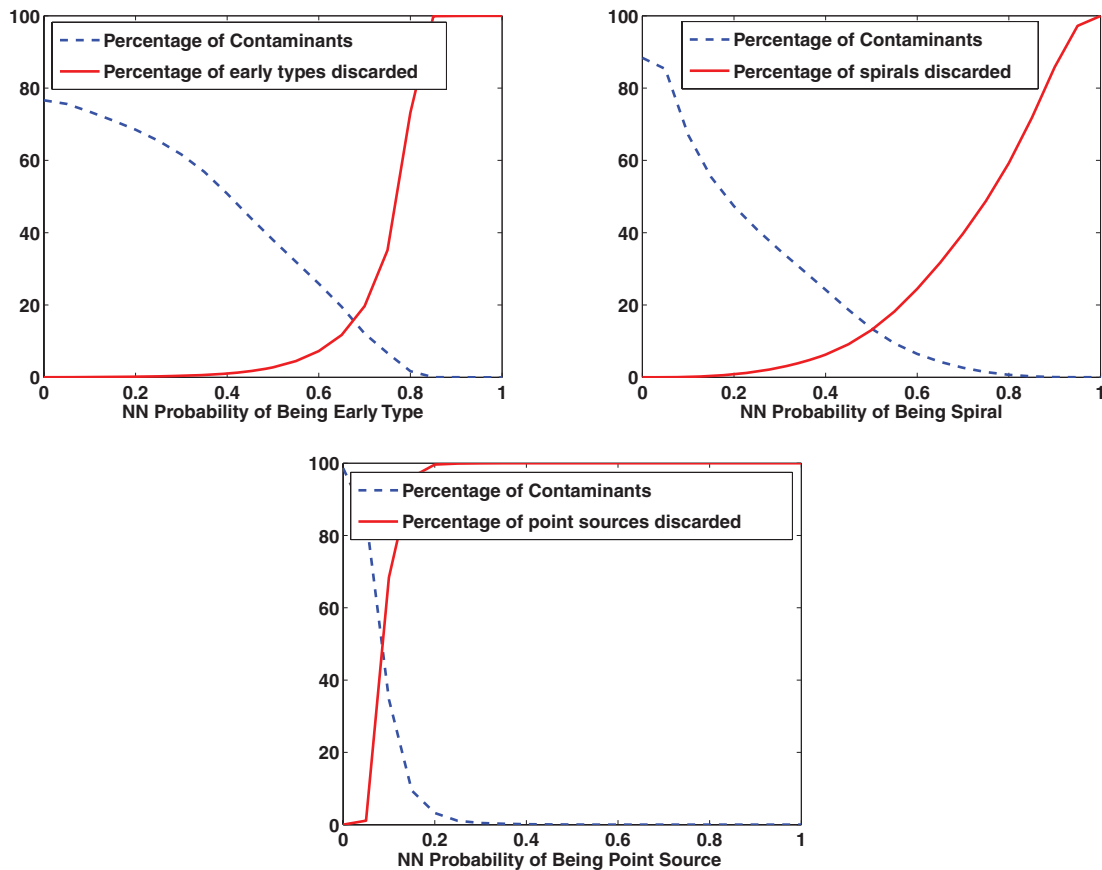 100
80
60
40
20
0
Percentage of Contaminants
Percentage of early types discarded
0 0.2 0.4 0.6 0.8 1
NN Probability of Being Early Type
100
80
60
40
20
0
Percentage of Contaminants
Percentage of spirals discarded
0 0.2 0.4 0.6 0.8 1
NN Probability of Being Spiral
100
80
60
40
20
0
Percentage of Contaminants
Percentage of point sources discarded
0 0.2 0.4 0.6 0.8 1
NN Probability of Being Point Source